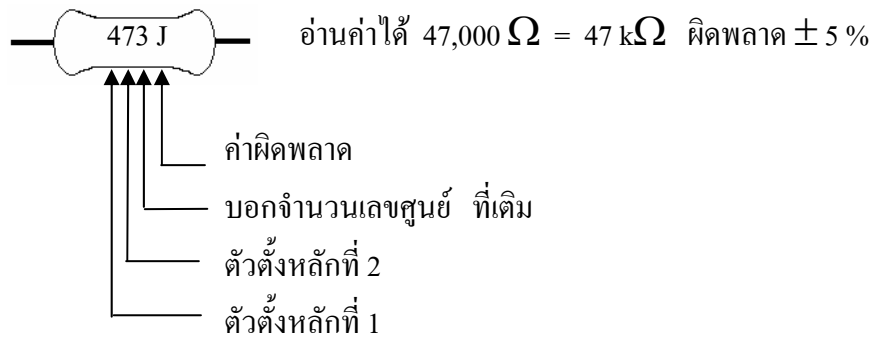 473 J อ่านค่าได้ 47,000 Ω = 47 kΩ ผิดพลาด ± 5 %
ค่าผิดพลาด
บอกจำนวนเลขศูนย์ ที่เติม
ตัวตั้งหลักที่ 2
ตัวตั้งหลักที่ 1